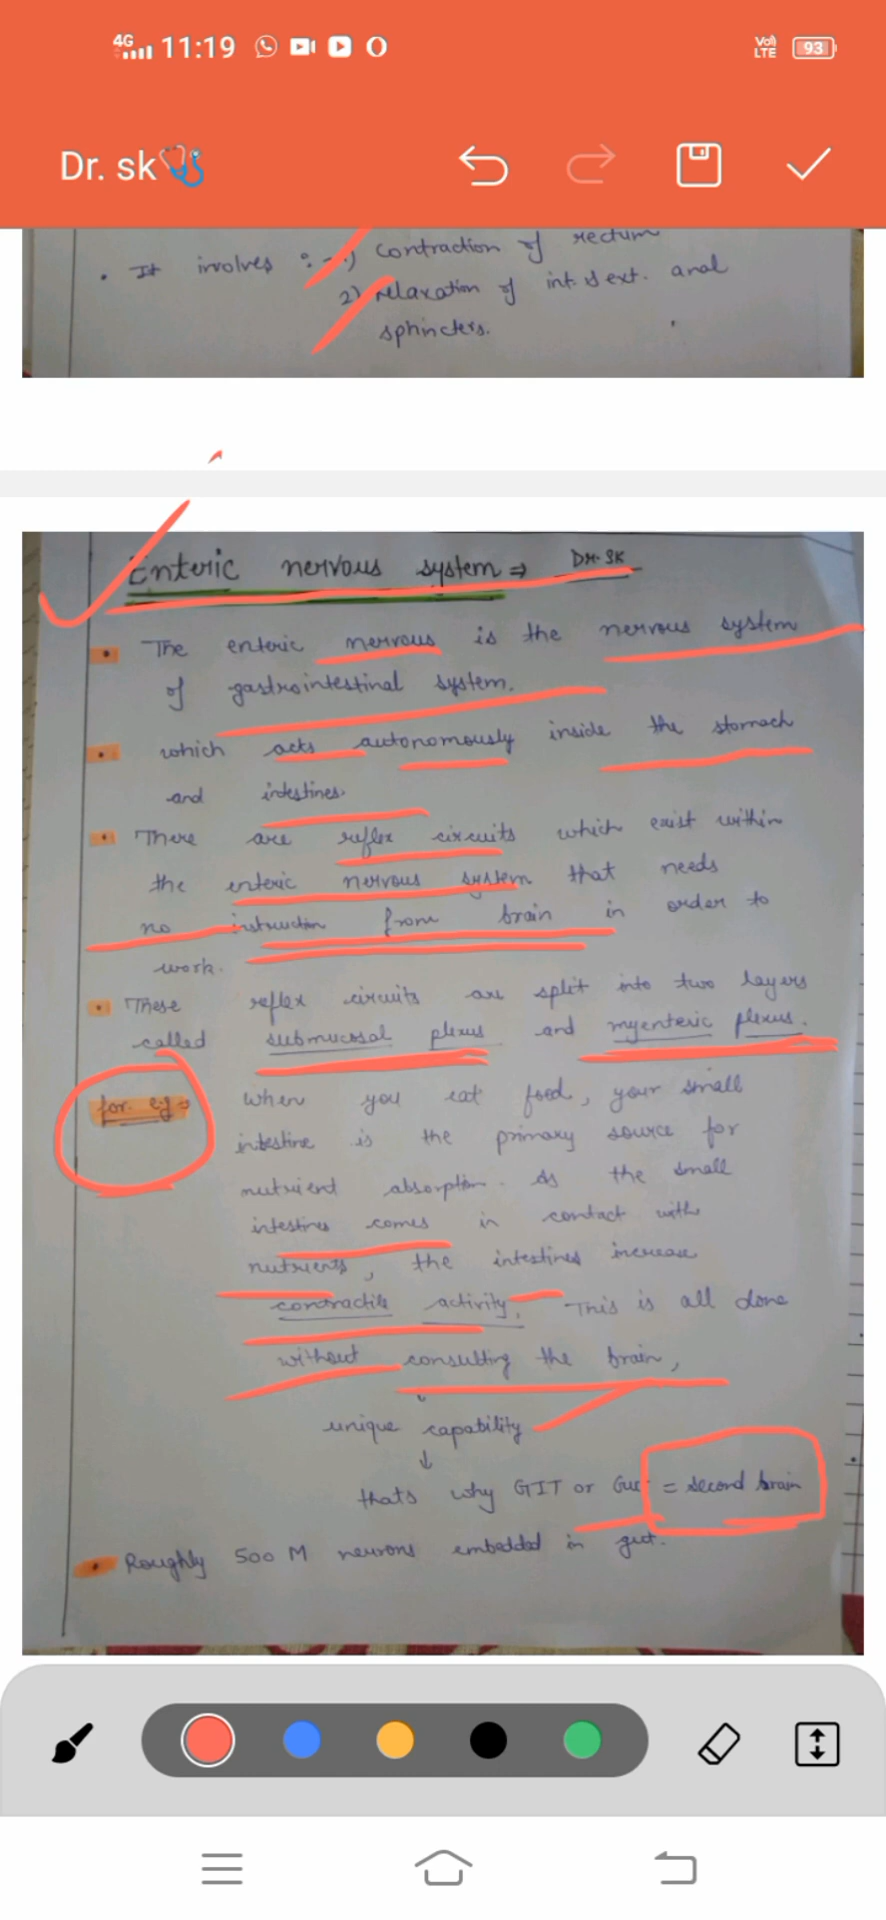 4G 11:19 Vo)) LTE 93
Dr. sk🩺
• It involves :- 1) contraction of rectum
2) relaxation of int. & ext. anal
sphincters.
Enteric nervous system ⇒ Dr. SK
• The enteric nervous is the nervous system
of gastrointestinal system.
• which acts autonomously inside the stomach
and intestines.
• There are reflex circuits which exist within
the enteric nervous system that needs
no instruction from brain in order to
work.
• These reflex circuits are split into two layers
called submucosal plexus and myenteric plexus.
for e.g ⇒ when you eat food, your small
intestine is the primary source for
nutrient absorption. As the small
intestines comes in contact with
nutrients, the intestines increase
contractile activity. This is all done
without consulting the brain,
unique capability
↓
thats why GIT or Gut = second brain
• Roughly 500 M neurons embedded in gut.